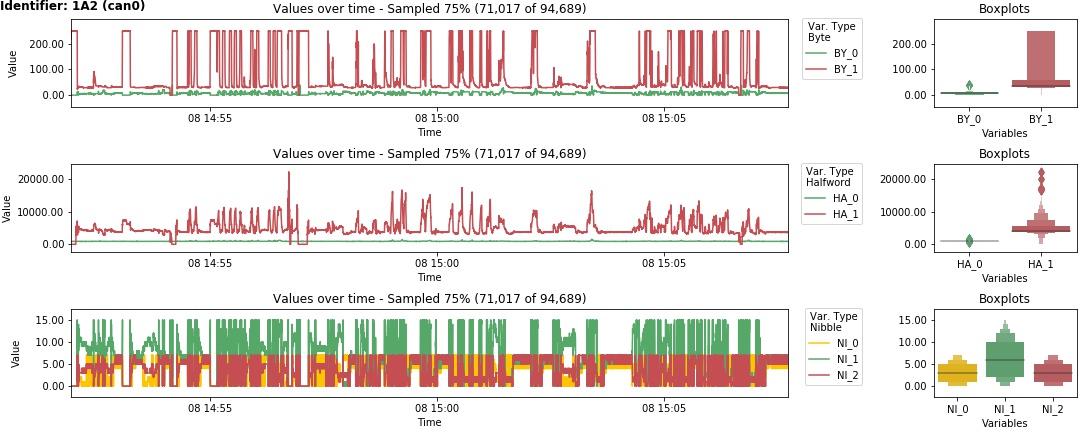 Identifier: 1A2 (can0)
Values over time - Sampled 75% (71,017 of 94,689)
Value
200.00
100.00
0.00
08 14:55
08 15:00
08 15:05
Time
Var. Type
Byte
BY_0
BY_1
Boxplots
200.00
100.00
0.00
BY_0
BY_1
Variables
Values over time - Sampled 75% (71,017 of 94,689)
Value
20000.00
10000.00
0.00
08 14:55
08 15:00
08 15:05
Time
Var. Type
Halfword
HA_0
HA_1
Boxplots
20000.00
10000.00
0.00
HA_0
HA_1
Variables
Values over time - Sampled 75% (71,017 of 94,689)
Value
15.00
10.00
5.00
0.00
08 14:55
08 15:00
08 15:05
Time
Var. Type
Nibble
NI_0
NI_1
NI_2
Boxplots
15.00
10.00
5.00
0.00
NI_0
NI_1
NI_2
Variables